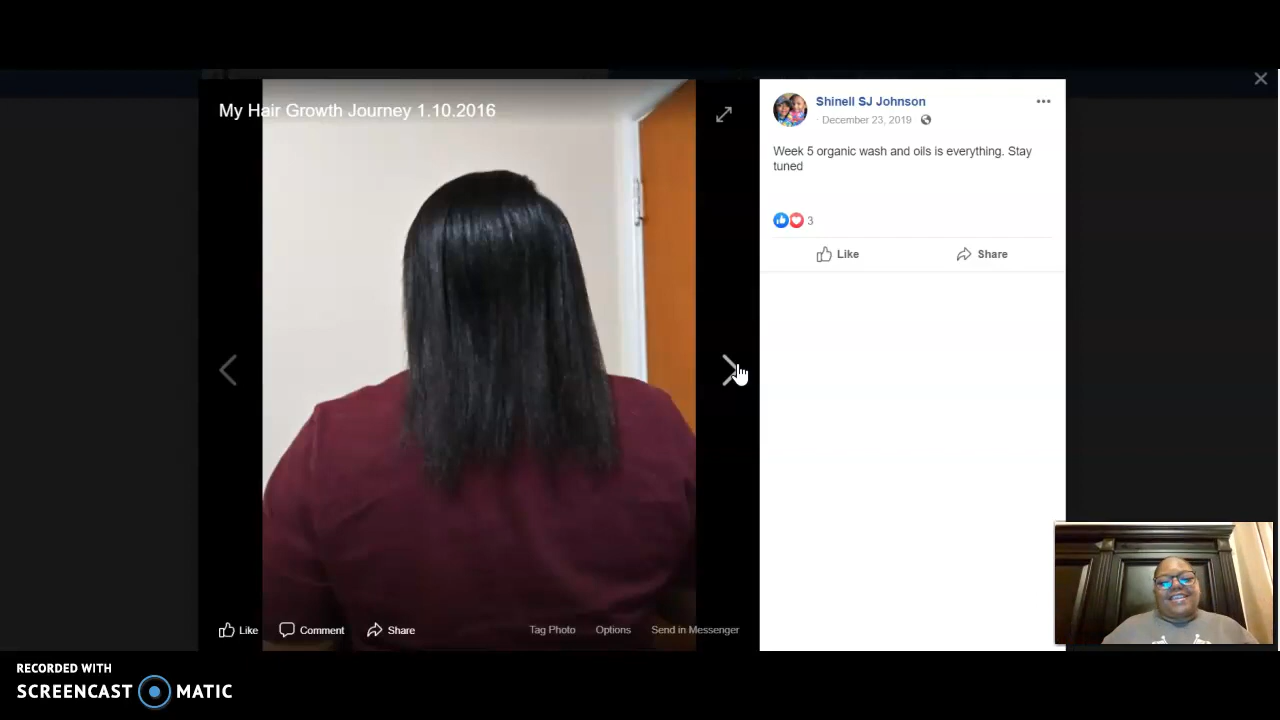 My Hair Growth Journey 1.10.2016
Shinell SJ Johnson
December 23, 2019
Week 5 organic wash and oils is everything. Stay
tuned
3
Like Share
Like Comment Share Tag Photo Options Send in Messenger
RECORDED WITH
SCREENCAST MATIC